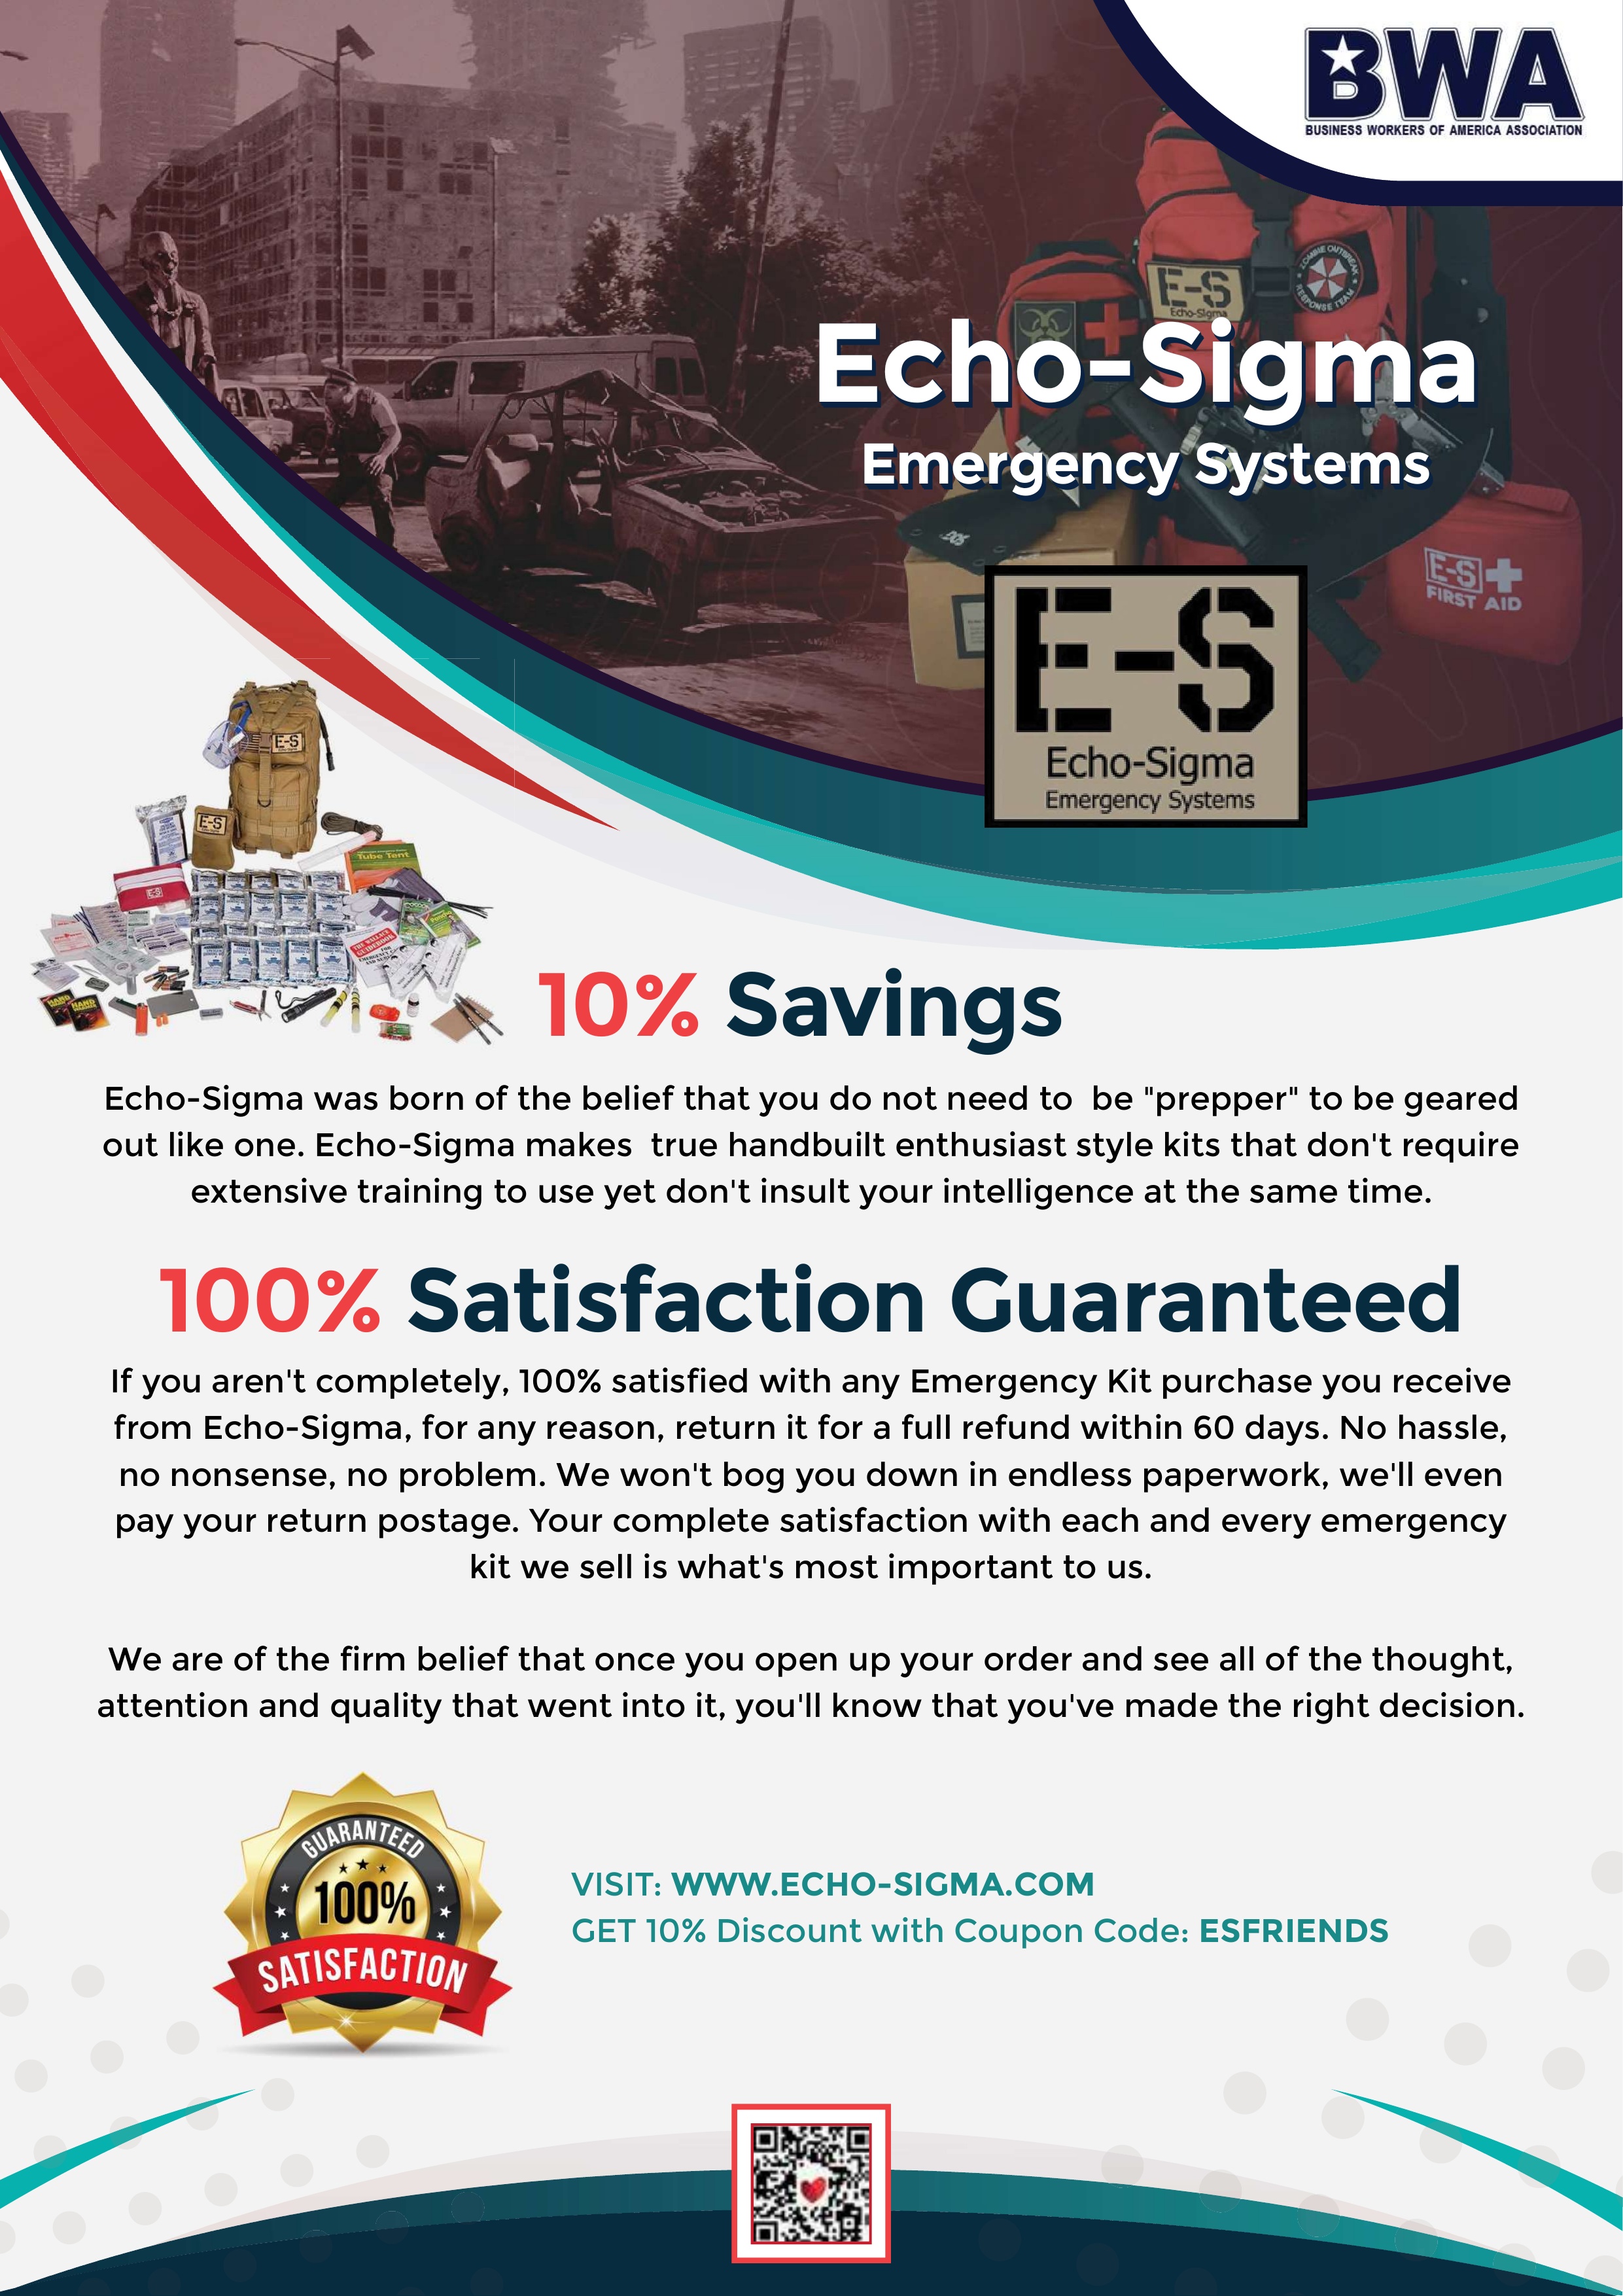 BWA
BUSINESS WORKERS OF AMERICA ASSOCIATION
E-S
Echo-Sigma
ZOMBIE OUTBREAK
RESPONSE TEAM
Echo-Sigma
Emergency Systems
E-S
FIRST AID
E-S
Echo-Sigma
Emergency Systems
E-S
E-S
Tube Tent
E-S
HAND
HAND
10% Savings
Echo-Sigma was born of the belief that you do not need to  be "prepper" to be geared
out like one. Echo-Sigma makes  true handbuilt enthusiast style kits that don't require
extensive training to use yet don't insult your intelligence at the same time.
100% Satisfaction Guaranteed
If you aren't completely, 100% satisfied with any Emergency Kit purchase you receive
from Echo-Sigma, for any reason, return it for a full refund within 60 days. No hassle,
no nonsense, no problem. We won't bog you down in endless paperwork, we'll even
pay your return postage. Your complete satisfaction with each and every emergency
kit we sell is what's most important to us.
We are of the firm belief that once you open up your order and see all of the thought,
attention and quality that went into it, you'll know that you've made the right decision.
GUARANTEED
100%
SATISFACTION
VISIT: WWW.ECHO-SIGMA.COM
GET 10% Discount with Coupon Code: ESFRIENDS